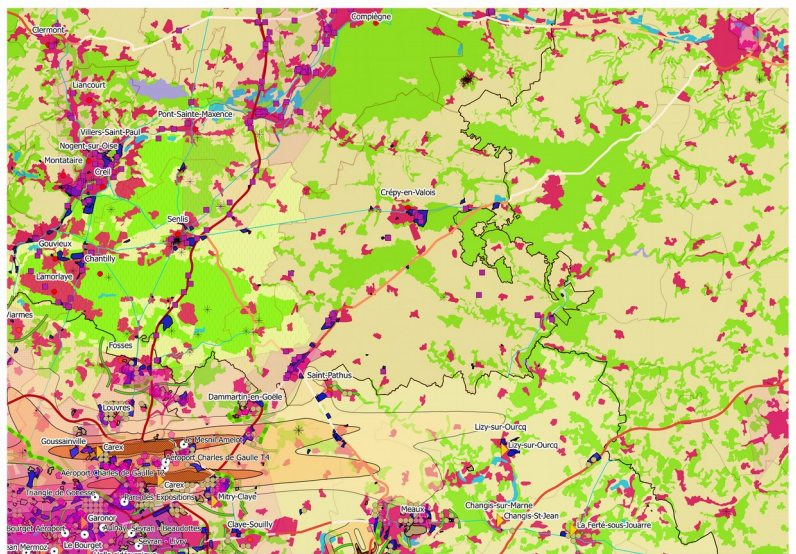 Compiègne
Clermont
Liancourt
Pont-Sainte-Maxence
Villers-Saint-Paul
Nogent-sur-Oise
Montataire
Creil
Crépy-en-Valois
Senlis
Gouvieux
Chantilly
Lamorlaye
Viarmes
Fosses
Saint-Pathus
Dammartin-en-Goële
Louvres
Lizy-sur-Ourcq
Goussainville
Le Mesnil Amelot
Carex
Lizy-sur-Ourcq
Aéroport Charles de Gaulle T4
Aéroport Charles de Gaulle
Carex
Triangle de Gonesse
Parc des Expositions
Mitry-Claye
Changis-sur-Marne
Meaux
Changis-St-Jean
Garonor
Claye-Souilly
La Ferté-sous-Jouarre
Bourget Aéroport
Aulnay
Sevran - Beaudottes
Le Bourget
Sevran - Livry
Jean Mermoz